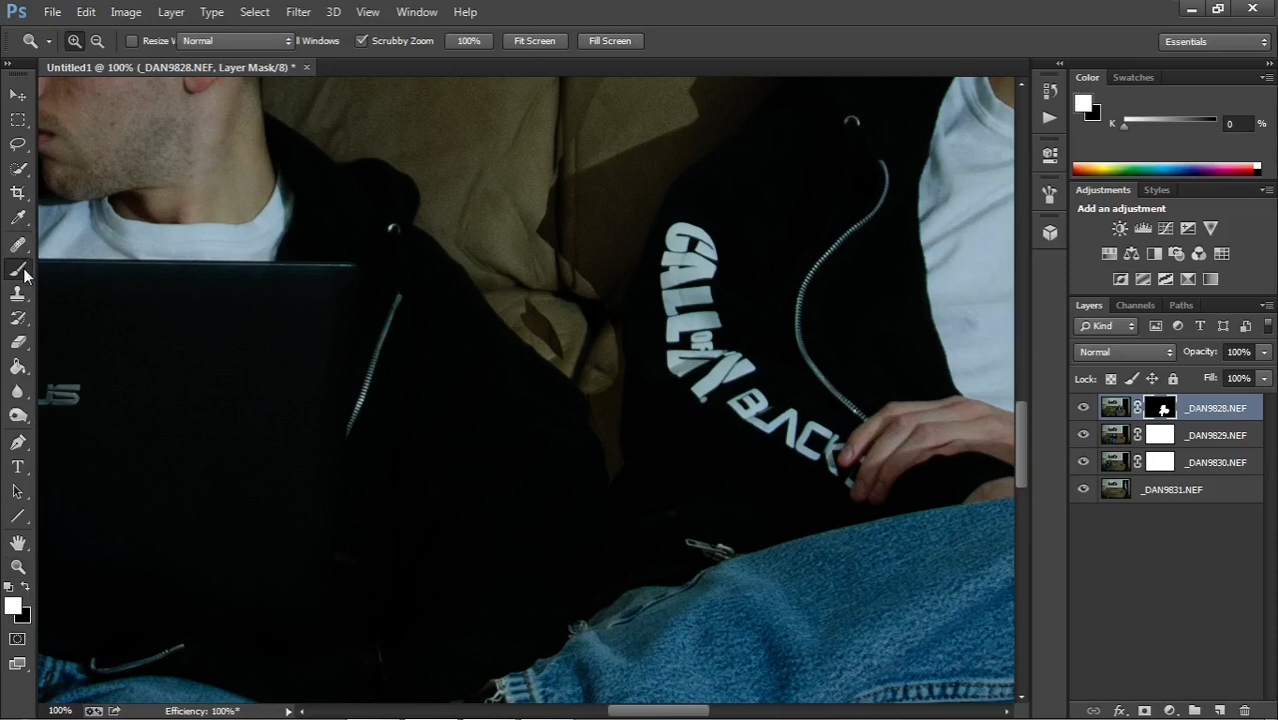 Ps File Edit Image Layer Type Select Filter 3D View Window Help
Normal Windows Scrubby Zoom 100% Fit Screen Fill Screen Essentials
Untitled1 @ 100% (_DAN9828.NEF, Layer Mask/8) *
Color Swatches
K 0 %
Adjustments Styles
Add an adjustment
Layers Channels Paths
Kind
Normal Opacity: 100%
Lock: Fill: 100%
_DAN9828.NEF
_DAN9829.NEF
_DAN9830.NEF
_DAN9831.NEF
CALL
OF
BLACK
100% Efficiency: 100%*